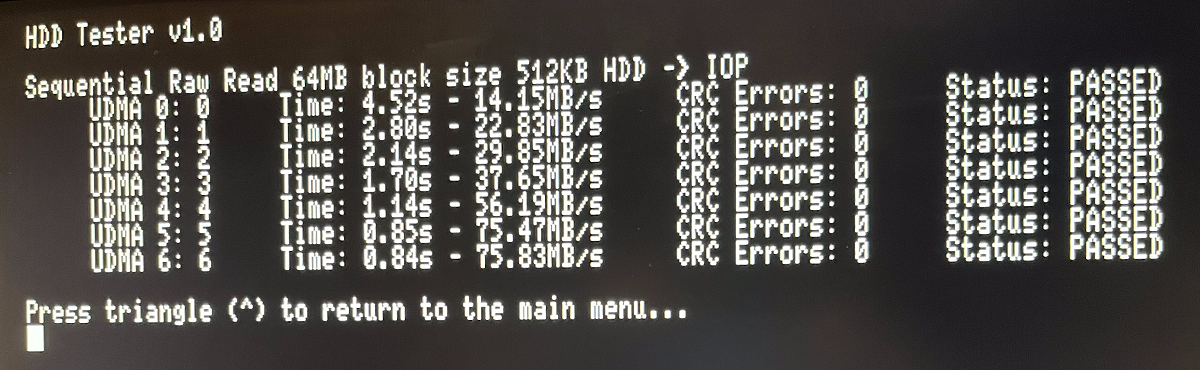 HDD Tester v1.0
Sequential Raw Read 64MB block size 512KB HDD -> IOP
UDMA 0: 0 Time: 4.52s - 14.15MB/s CRC Errors: 0 Status: PASSED
UDMA 1: 1 Time: 2.80s - 22.83MB/s CRC Errors: 0 Status: PASSED
UDMA 2: 2 Time: 2.14s - 29.85MB/s CRC Errors: 0 Status: PASSED
UDMA 3: 3 Time: 1.70s - 37.65MB/s CRC Errors: 0 Status: PASSED
UDMA 4: 4 Time: 1.14s - 56.19MB/s CRC Errors: 0 Status: PASSED
UDMA 5: 5 Time: 0.85s - 75.47MB/s CRC Errors: 0 Status: PASSED
UDMA 6: 6 Time: 0.84s - 75.83MB/s CRC Errors: 0 Status: PASSED
Press triangle (^) to return to the main menu...